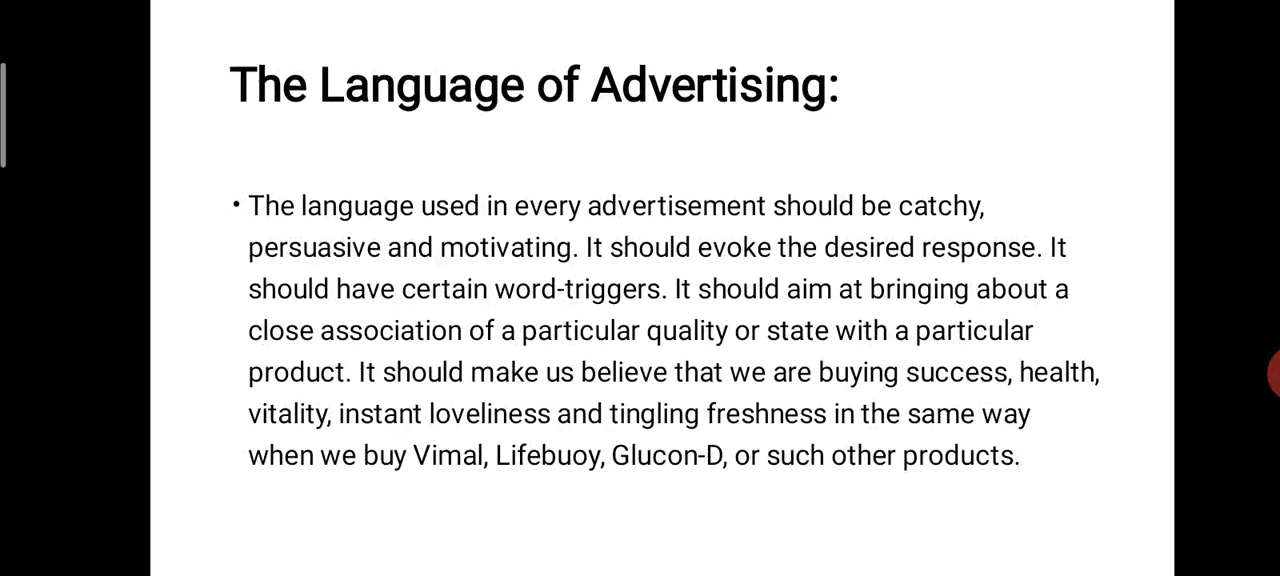 The Language of Advertising:
• The language used in every advertisement should be catchy,
persuasive and motivating. It should evoke the desired response. It
should have certain word-triggers. It should aim at bringing about a
close association of a particular quality or state with a particular
product. It should make us believe that we are buying success, health,
vitality, instant loveliness and tingling freshness in the same way
when we buy Vimal, Lifebuoy, Glucon-D, or such other products.